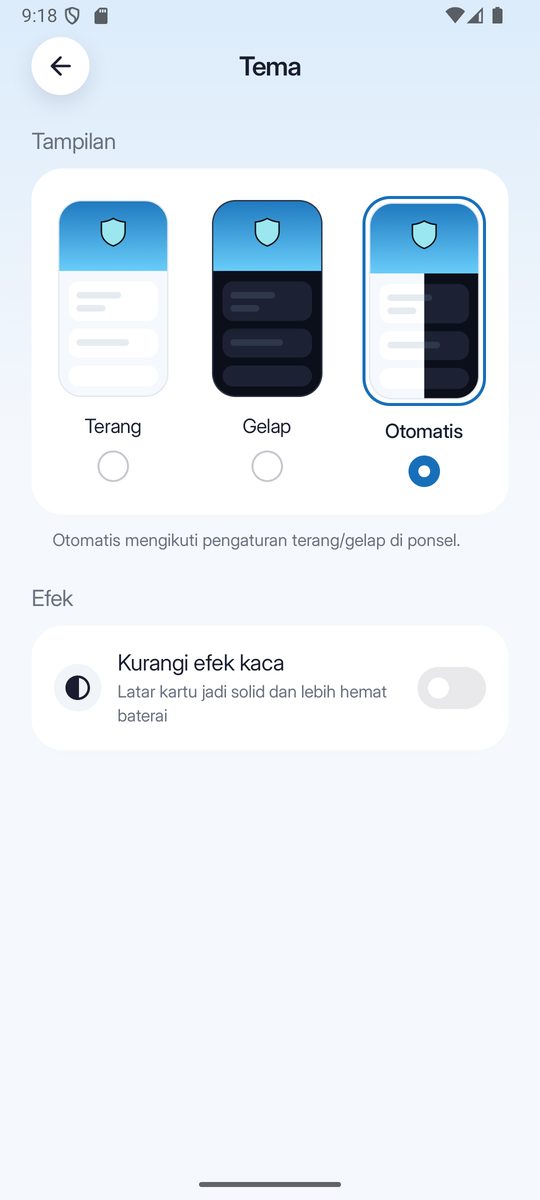 9:18
Tema
Tampilan
Terang
Gelap
Otomatis
Otomatis mengikuti pengaturan terang/gelap di ponsel.
Efek
Kurangi efek kaca
Latar kartu jadi solid dan lebih hemat
baterai